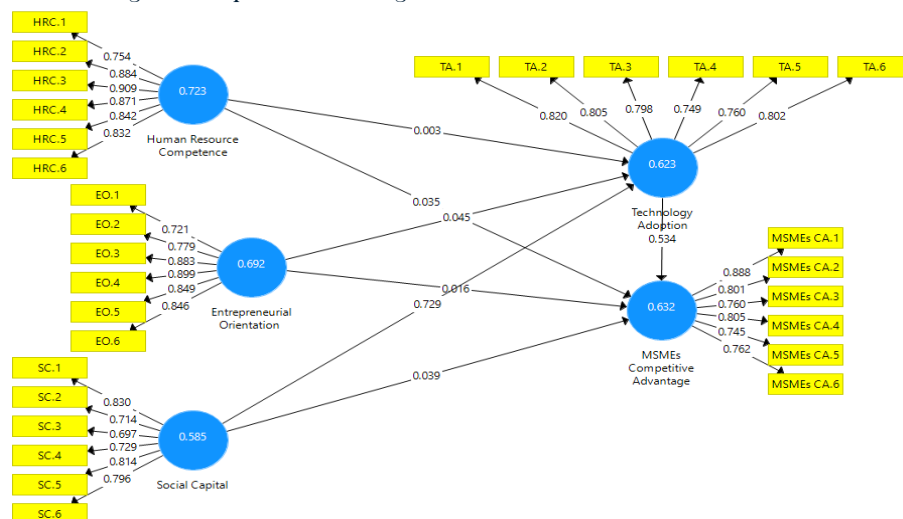 HRC.1
HRC.2
HRC.3
HRC.4
HRC.5
HRC.6
0.754
0.884
0.909
0.871
0.842
0.832
0.723
Human Resource
Competence
EO.1
EO.2
EO.3
EO.4
EO.5
EO.6
0.721
0.779
0.883
0.899
0.849
0.846
0.692
Entrepreneurial
Orientation
SC.1
SC.2
SC.3
SC.4
SC.5
SC.6
0.830
0.714
0.697
0.729
0.814
0.796
0.585
Social Capital
0.003
0.035
0.045
0.016
0.729
0.039
TA.1
TA.2
TA.3
TA.4
TA.5
TA.6
0.820
0.805
0.798
0.749
0.760
0.802
0.623
Technology
Adoption
0.534
0.632
MSMEs
Competitive
Advantage
0.888
0.801
0.760
0.805
0.745
0.762
MSMEs CA.1
MSMEs CA.2
MSMEs CA.3
MSMEs CA.4
MSMEs CA.5
MSMEs CA.6